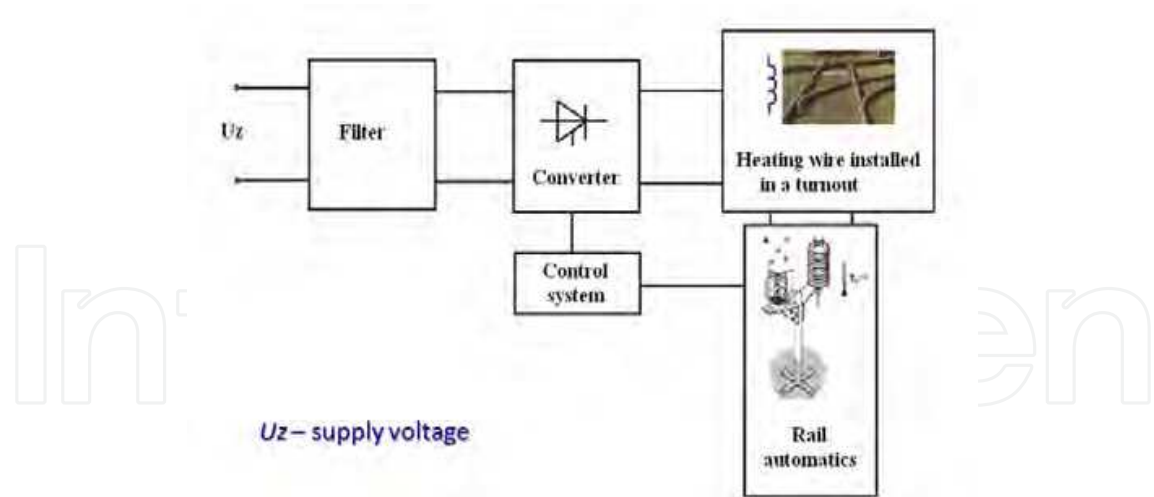 Uz
Filter
Converter
Heating wire installed
in a turnout
Control
system
Rail
automatics
Uz – supply voltage